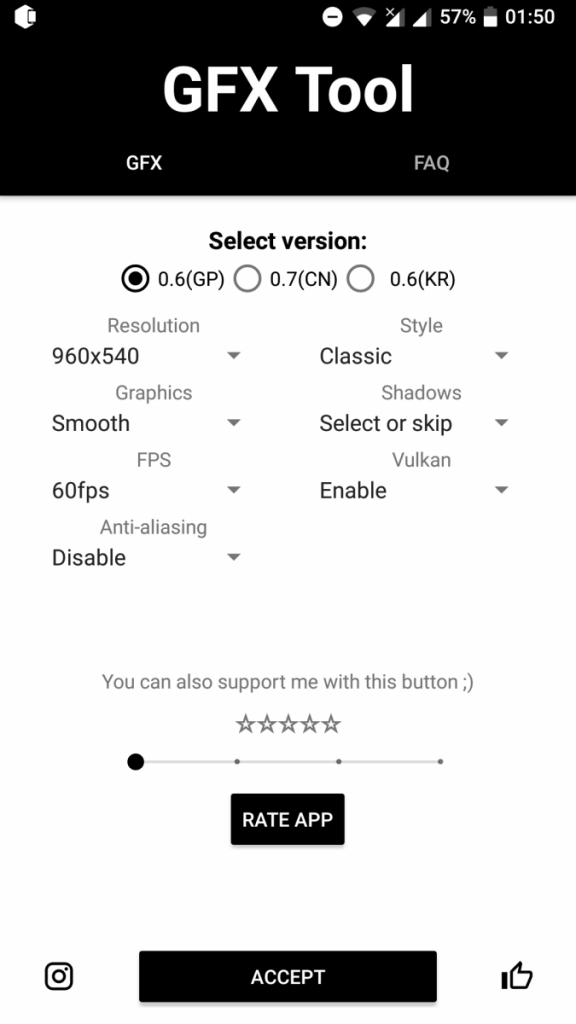 57% 01:50
GFX Tool
GFX FAQ
Select version:
0.6(GP) 0.7(CN) 0.6(KR)
Resolution Style
960x540 Classic
Graphics Shadows
Smooth Select or skip
FPS Vulkan
60fps Enable
Anti-aliasing
Disable
You can also support me with this button ;)
RATE APP
ACCEPT